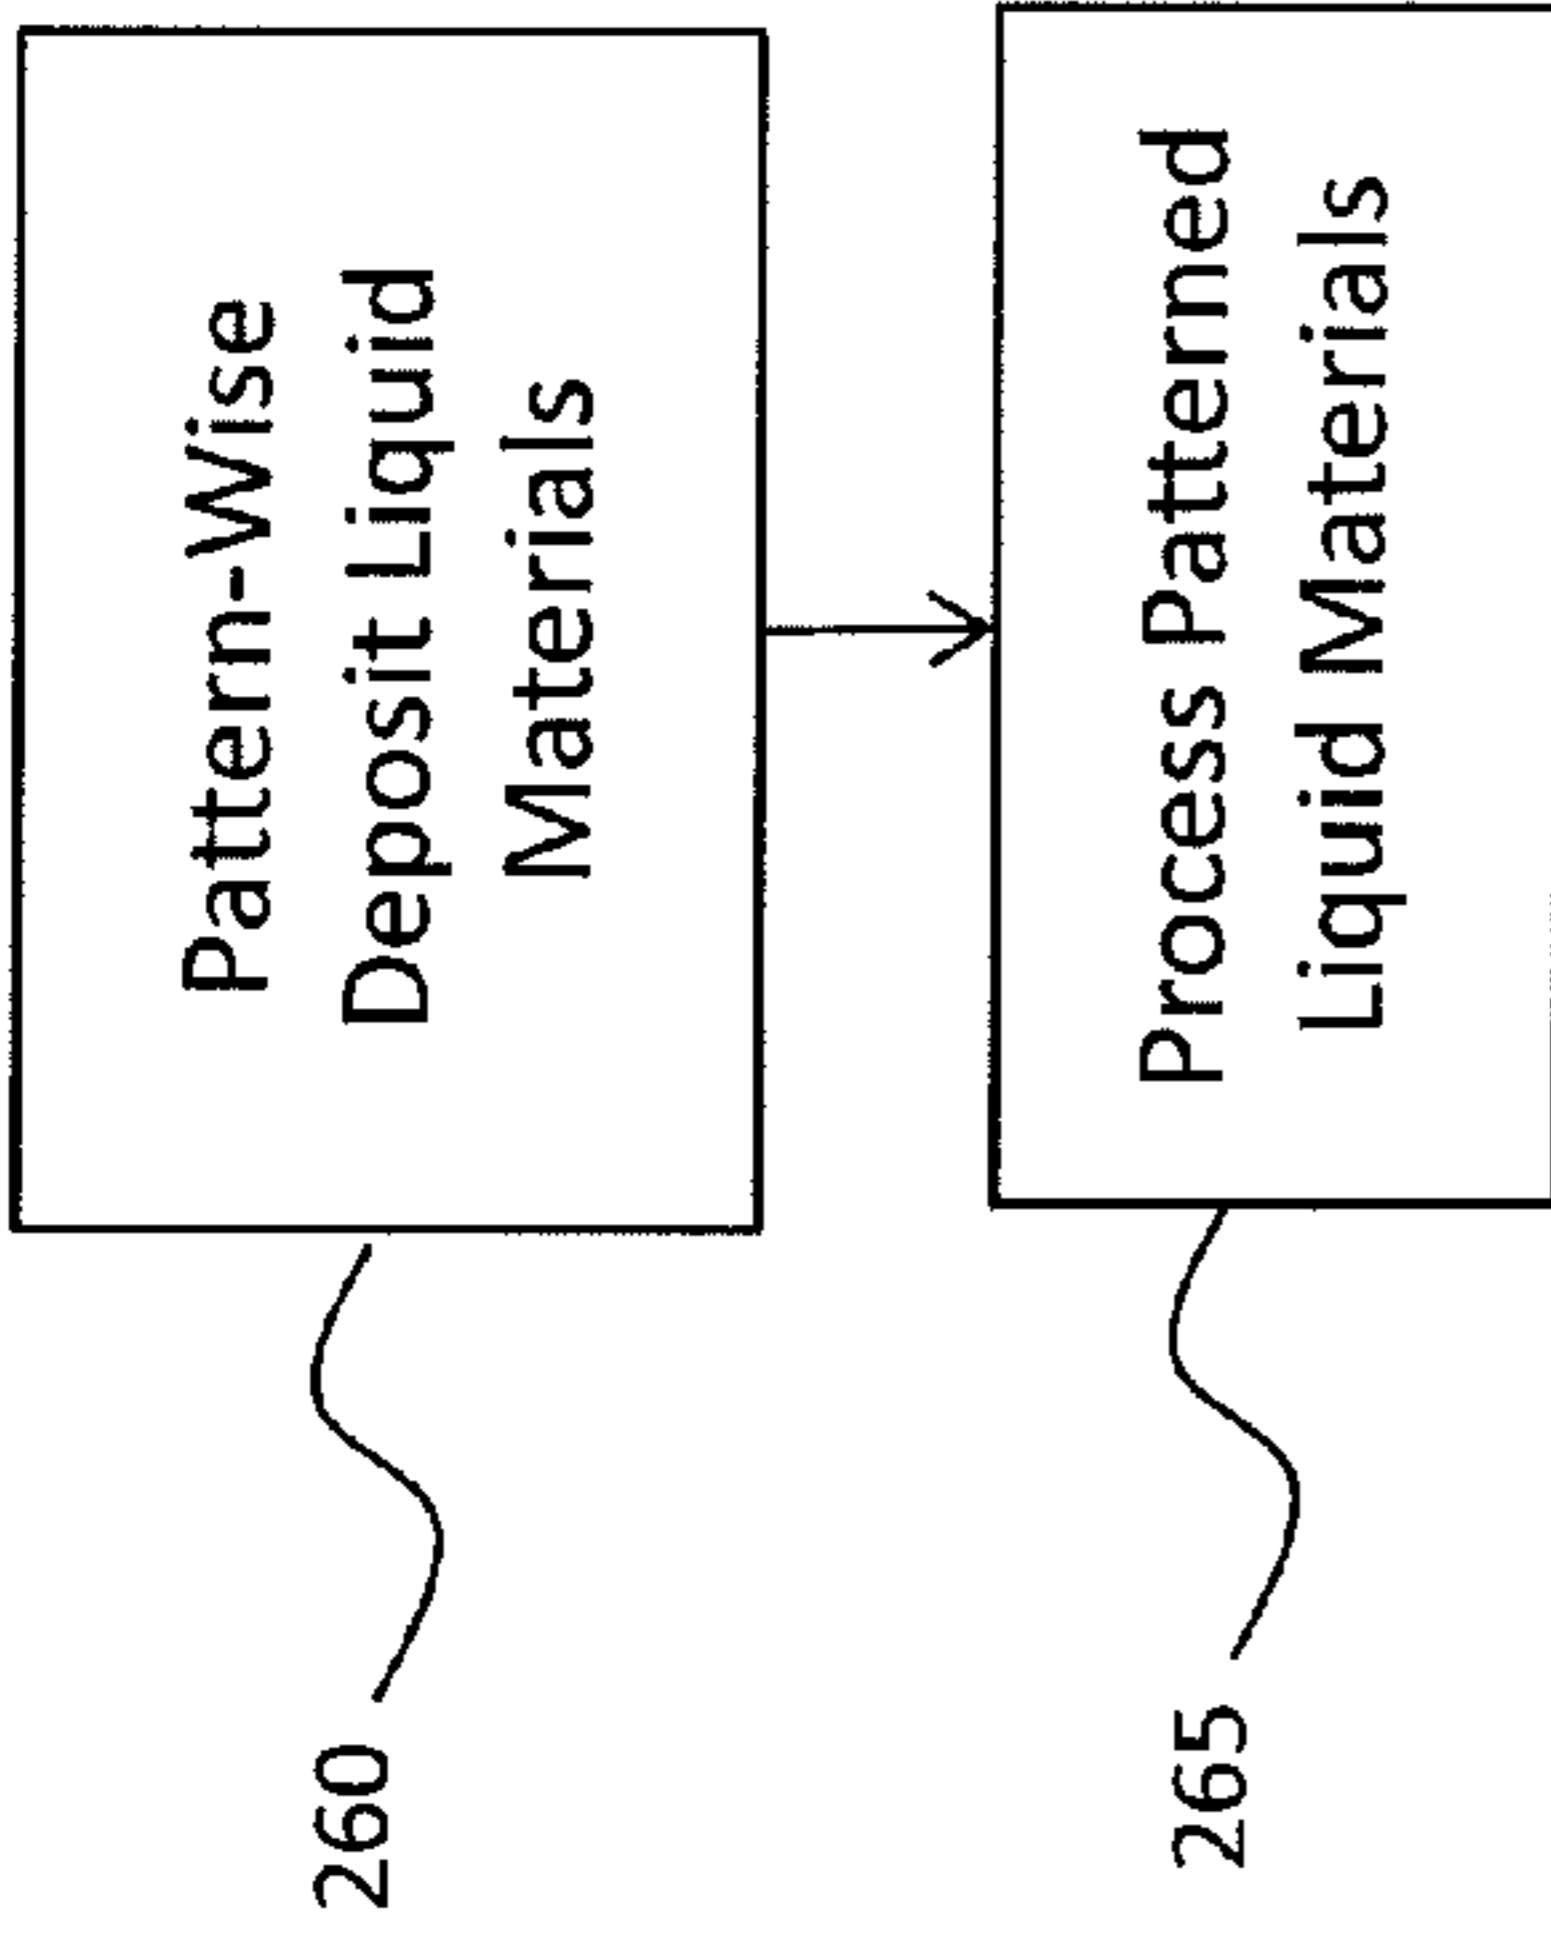 Pattern-Wise
Deposit Liquid
Materials
260
Process Patterned
Liquid Materials
265